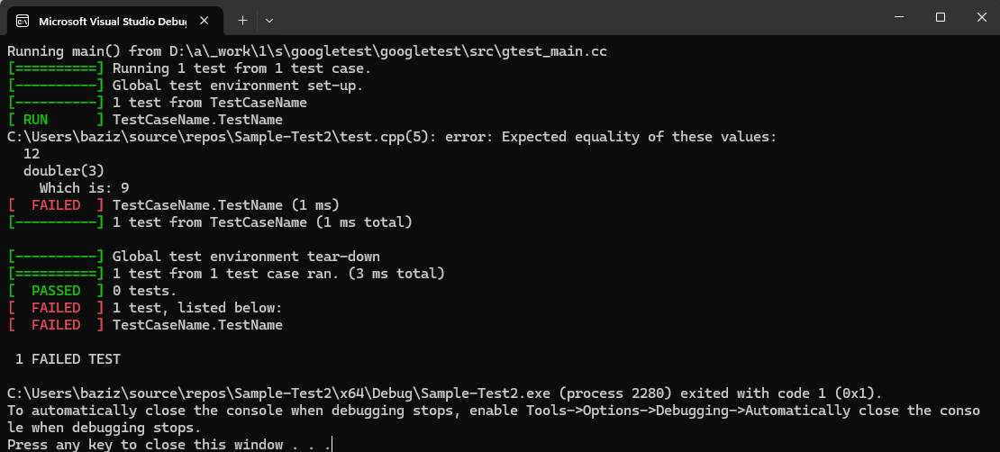 Microsoft Visual Studio Debug
Running main() from D:\a\_work\1\s\googletest\googletest\src\gtest_main.cc
[==========] Running 1 test from 1 test case.
[----------] Global test environment set-up.
[----------] 1 test from TestCaseName
[ RUN      ] TestCaseName.TestName
C:\Users\baziz\source\repos\Sample-Test2\test.cpp(5): error: Expected equality of these values:
  12
  doubler(3)
    Which is: 9
[  FAILED  ] TestCaseName.TestName (1 ms)
[----------] 1 test from TestCaseName (1 ms total)

[----------] Global test environment tear-down
[==========] 1 test from 1 test case ran. (3 ms total)
[  PASSED  ] 0 tests.
[  FAILED  ] 1 test, listed below:
[  FAILED  ] TestCaseName.TestName

 1 FAILED TEST

C:\Users\baziz\source\repos\Sample-Test2\x64\Debug\Sample-Test2.exe (process 2280) exited with code 1 (0x1).
To automatically close the console when debugging stops, enable Tools->Options->Debugging->Automatically close the conso
le when debugging stops.
Press any key to close this window . . .